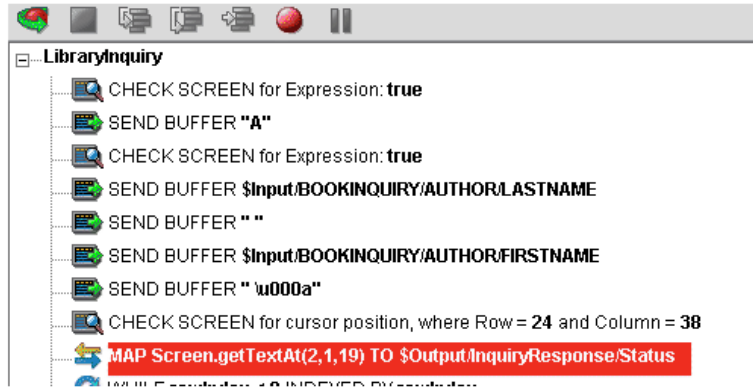 LibraryInquiry
CHECK SCREEN for Expression: true
SEND BUFFER "A"
CHECK SCREEN for Expression: true
SEND BUFFER $Input/BOOKINQUIRY/AUTHOR/LASTNAME
SEND BUFFER " "
SEND BUFFER $Input/BOOKINQUIRY/AUTHOR/FIRSTNAME
SEND BUFFER " \u000a"
CHECK SCREEN for cursor position, where Row = 24 and Column = 38
MAP Screen.getTextAt(2,1,19) TO $Output/InquiryResponse/Status